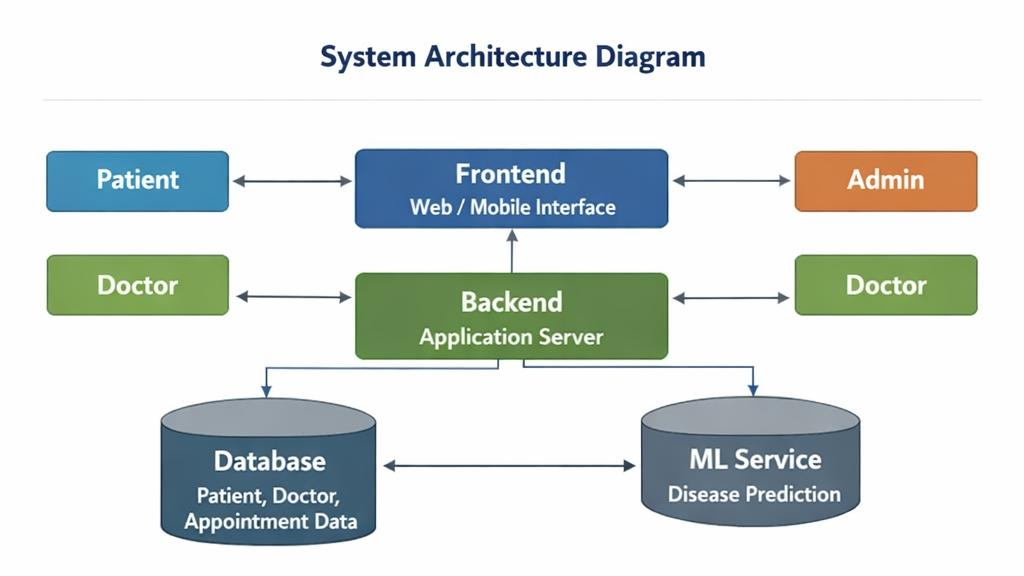 System Architecture Diagram
Patient
Frontend
Web / Mobile Interface
Admin
Doctor
Backend
Application Server
Doctor
Database
Patient, Doctor,
Appointment Data
ML Service
Disease Prediction